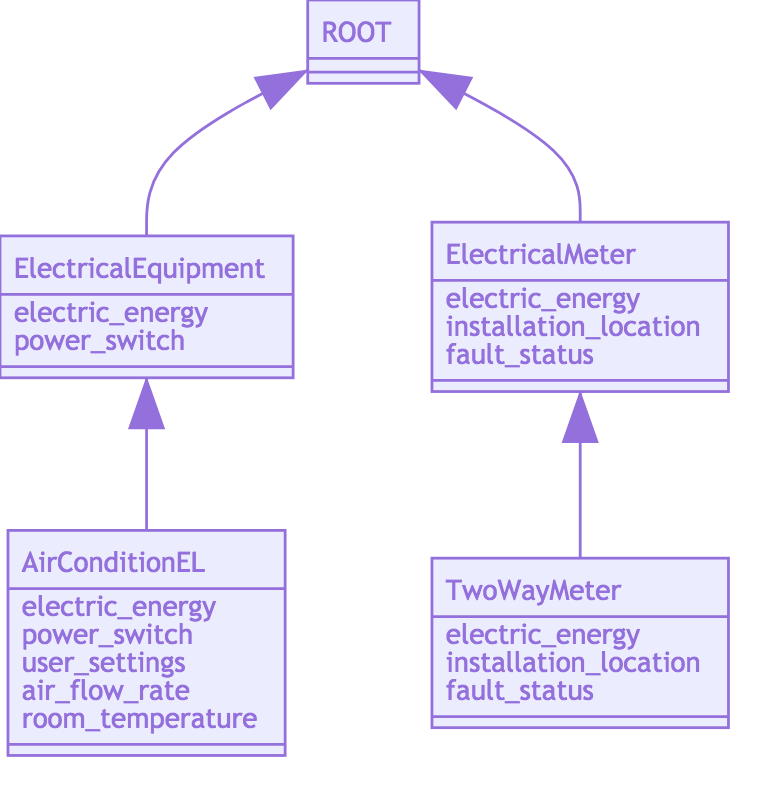 ROOT
ElectricalEquipment
electric_energy
power_switch
ElectricalMeter
electric_energy
installation_location
fault_status
AirConditionEL
electric_energy
power_switch
user_settings
air_flow_rate
room_temperature
TwoWayMeter
electric_energy
installation_location
fault_status